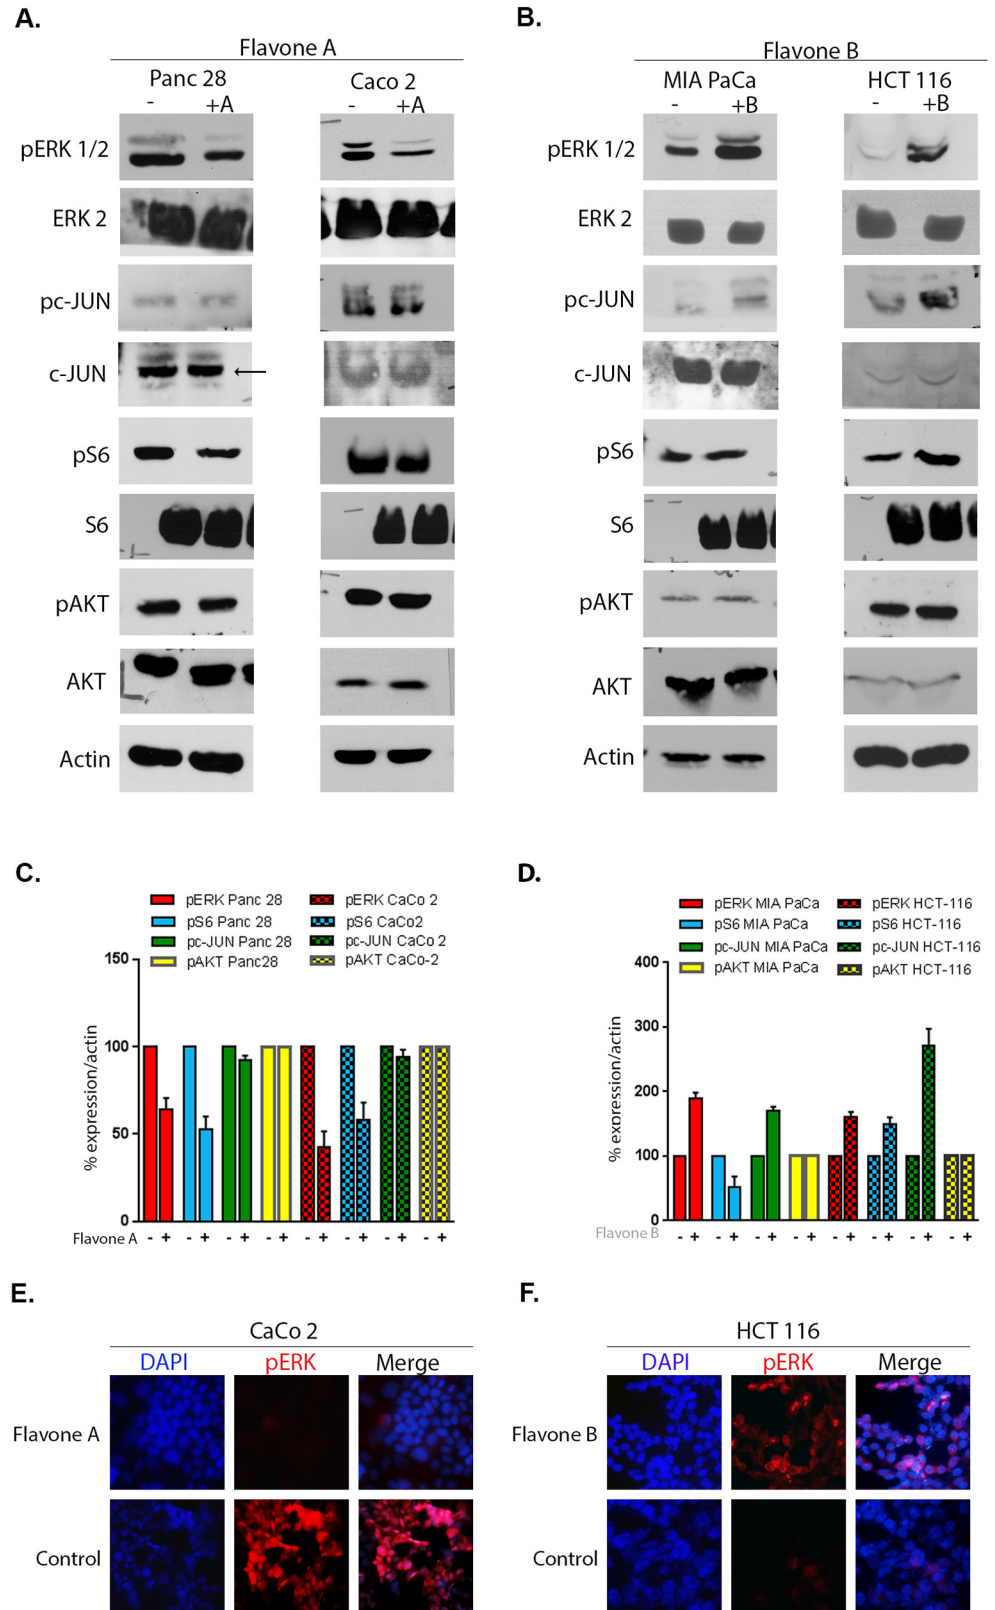 A.
Flavone A
Panc 28 Caco 2
- +A - +A
pERK 1/2
ERK 2
pc-JUN
c-JUN
pS6
S6
pAKT
AKT
Actin
B.
Flavone B
MIA PaCa HCT 116
- +B - +B
pERK 1/2
ERK 2
pc-JUN
c-JUN
pS6
S6
pAKT
AKT
Actin
C.
pERK Panc 28 pERK CaCo 2
pS6 Panc 28 pS6 CaCo2
pc-JUN Panc 28 pc-JUN CaCo 2
pAKT Panc28 pAKT CaCo-2
% expression/actin
150
100
50
0
Flavone A - + - + - + - + - + - + - + - +
D.
pERK MIA PaCa pERK HCT-116
pS6 MIA PaCa pS6 HCT-116
pc-JUN MIA PaCa pc-JUN HCT-116
pAKT MIA PaCa pAKT HCT-116
% expression/actin
400
300
200
100
0
Flavone B - + - + - + - + - + - + - + - +
E.
CaCo 2
DAPI pERK Merge
Flavone A
Control
F.
HCT 116
DAPI pERK Merge
Flavone B
Control